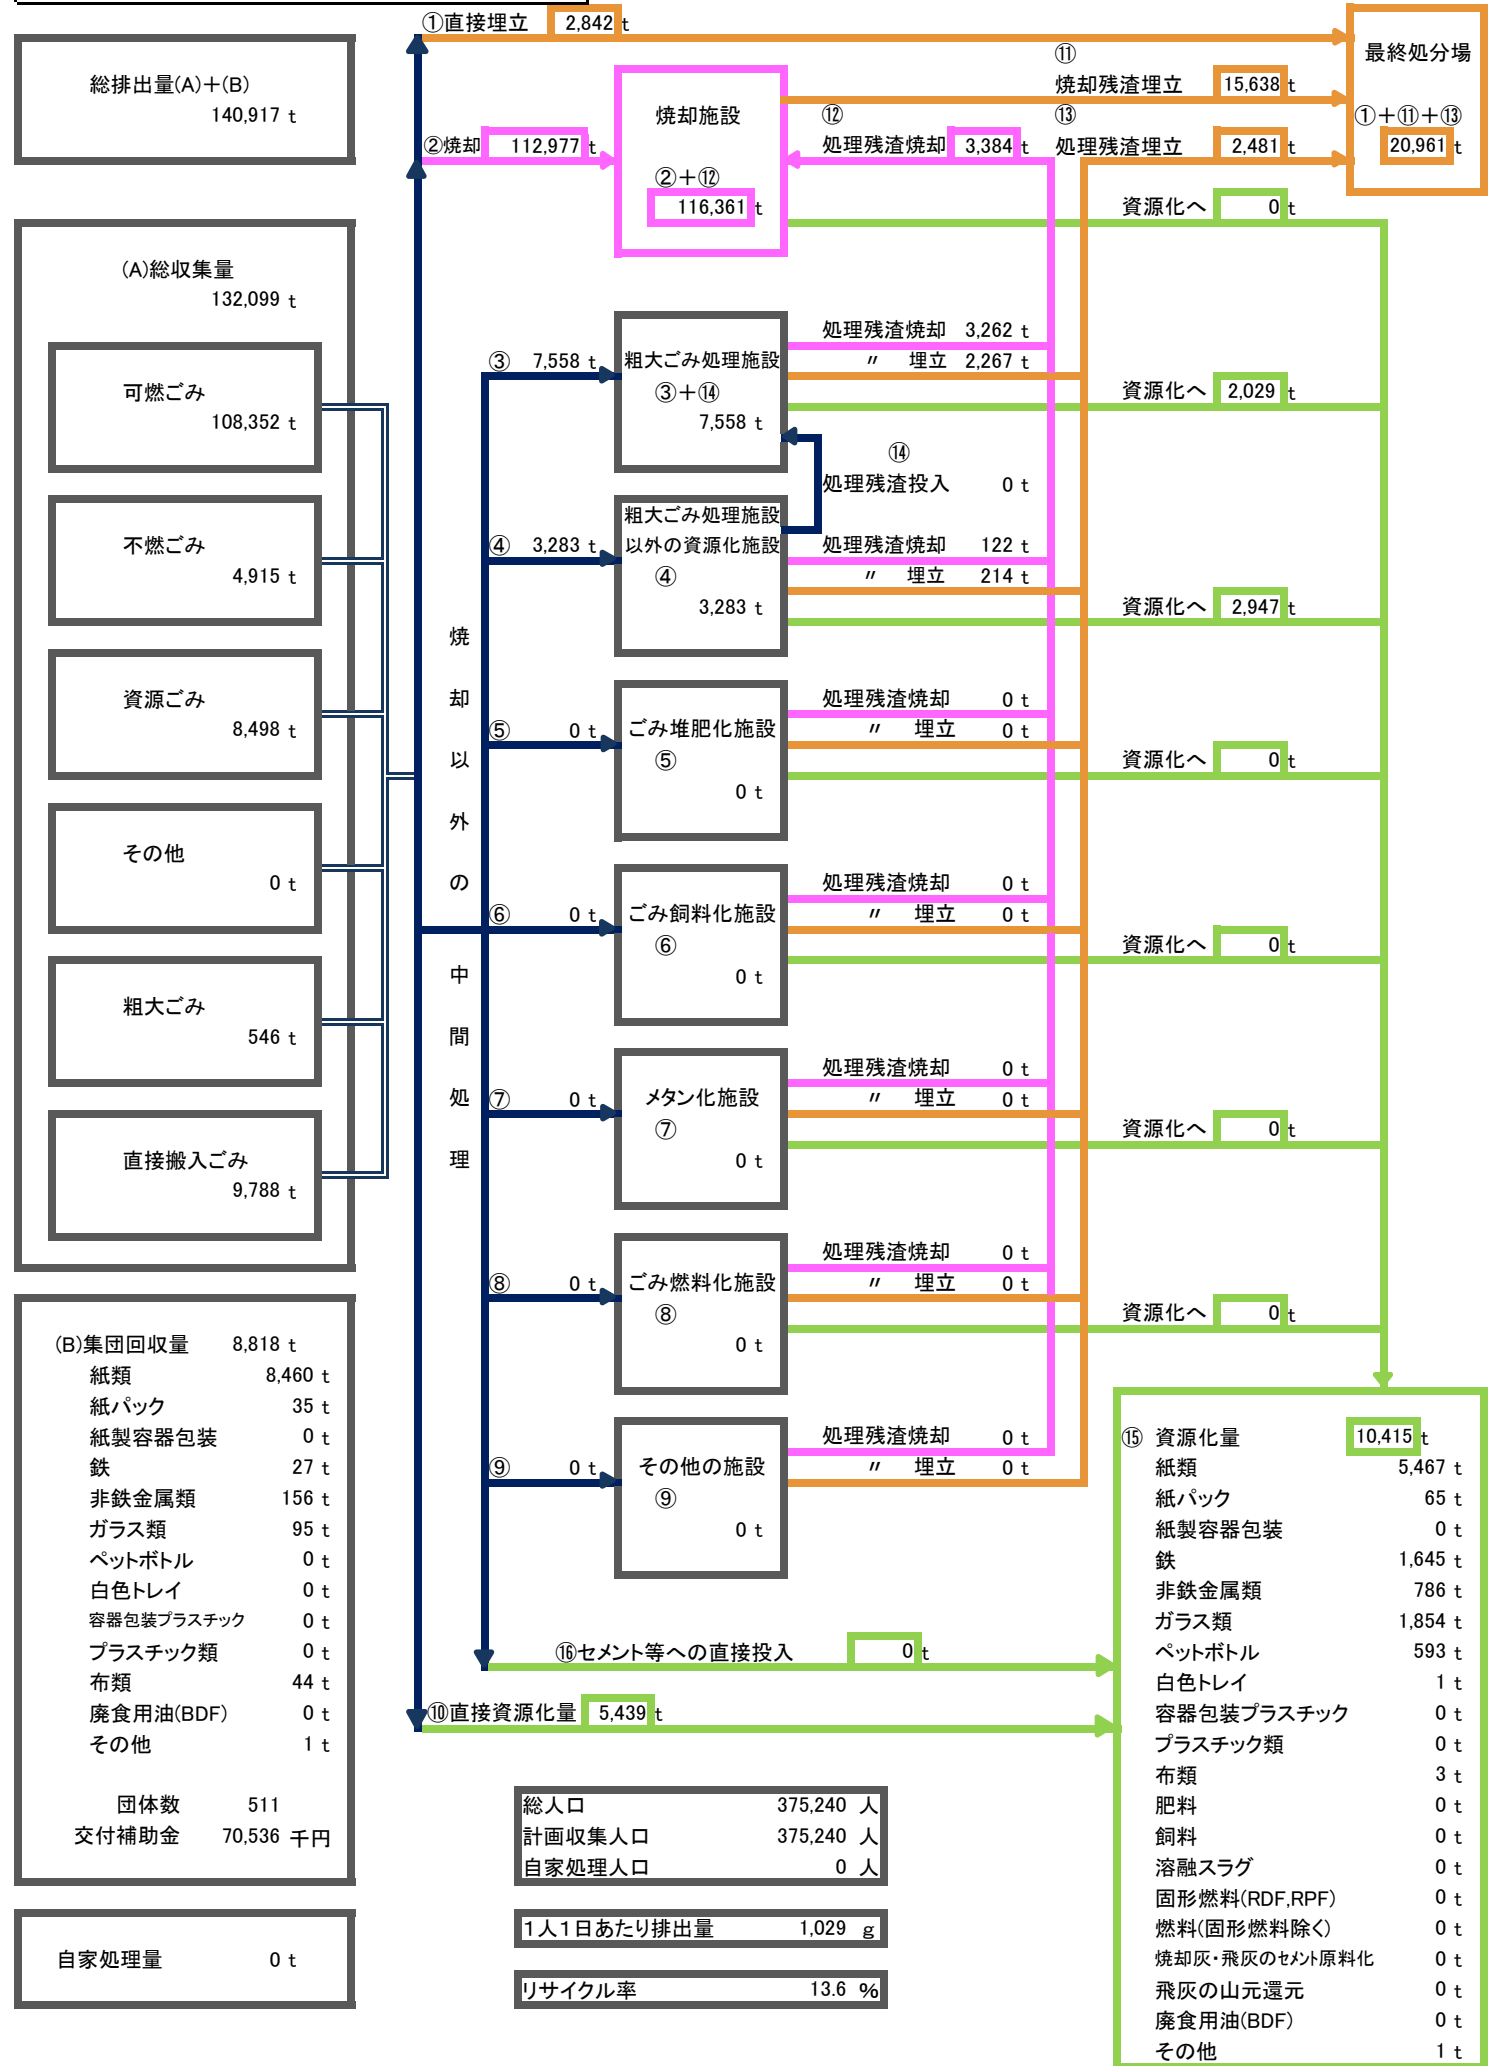 ①直接埋立 2,842 t
総排出量(A)＋(B)
140,917 t
②焼却 112,977 t
焼却施設
②＋⑫
116,361 t
⑪
焼却残渣埋立 15,638 t
⑫
処理残渣焼却 3,384 t
⑬
処理残渣埋立 2,481 t
最終処分場
①＋⑪＋⑬
20,961 t
資源化へ 0 t
(A)総収集量
132,099 t
可燃ごみ
108,352 t
不燃ごみ
4,915 t
資源ごみ
8,498 t
その他
0 t
粗大ごみ
546 t
直接搬入ごみ
9,788 t
焼却以外の中間処理
③ 7,558 t
粗大ごみ処理施設
③＋⑭
7,558 t
処理残渣焼却 3,262 t
〃 埋立 2,267 t
資源化へ 2,029 t
⑭
処理残渣投入 0 t
④ 3,283 t
粗大ごみ処理施設
以外の資源化施設
④
3,283 t
処理残渣焼却 122 t
〃 埋立 214 t
資源化へ 2,947 t
⑤ 0 t
ごみ堆肥化施設
⑤
0 t
処理残渣焼却 0 t
〃 埋立 0 t
資源化へ 0 t
⑥ 0 t
ごみ飼料化施設
⑥
0 t
処理残渣焼却 0 t
〃 埋立 0 t
資源化へ 0 t
⑦ 0 t
メタン化施設
⑦
0 t
処理残渣焼却 0 t
〃 埋立 0 t
資源化へ 0 t
⑧ 0 t
ごみ燃料化施設
⑧
0 t
処理残渣焼却 0 t
〃 埋立 0 t
資源化へ 0 t
⑨ 0 t
その他の施設
⑨
0 t
処理残渣焼却 0 t
〃 埋立 0 t
⑯セメント等への直接投入 0 t
⑩直接資源化量 5,439 t
(B)集団回収量 8,818 t
紙類 8,460 t
紙パック 35 t
紙製容器包装 0 t
鉄 27 t
非鉄金属類 156 t
ガラス類 95 t
ペットボトル 0 t
白色トレイ 0 t
容器包装プラスチック 0 t
プラスチック類 0 t
布類 44 t
廃食用油(BDF) 0 t
その他 1 t
団体数 511
交付補助金 70,536 千円
自家処理量 0 t
総人口 375,240 人
計画収集人口 375,240 人
自家処理人口 0 人
１人１日あたり排出量 1,029 g
リサイクル率 13.6 %
⑮ 資源化量 10,415 t
紙類 5,467 t
紙パック 65 t
紙製容器包装 0 t
鉄 1,645 t
非鉄金属類 786 t
ガラス類 1,854 t
ペットボトル 593 t
白色トレイ 1 t
容器包装プラスチック 0 t
プラスチック類 0 t
布類 3 t
肥料 0 t
飼料 0 t
溶融スラグ 0 t
固形燃料(RDF,RPF) 0 t
燃料(固形燃料除く) 0 t
焼却灰・飛灰のセメント原料化 0 t
飛灰の山元還元 0 t
廃食用油(BDF) 0 t
その他 1 t